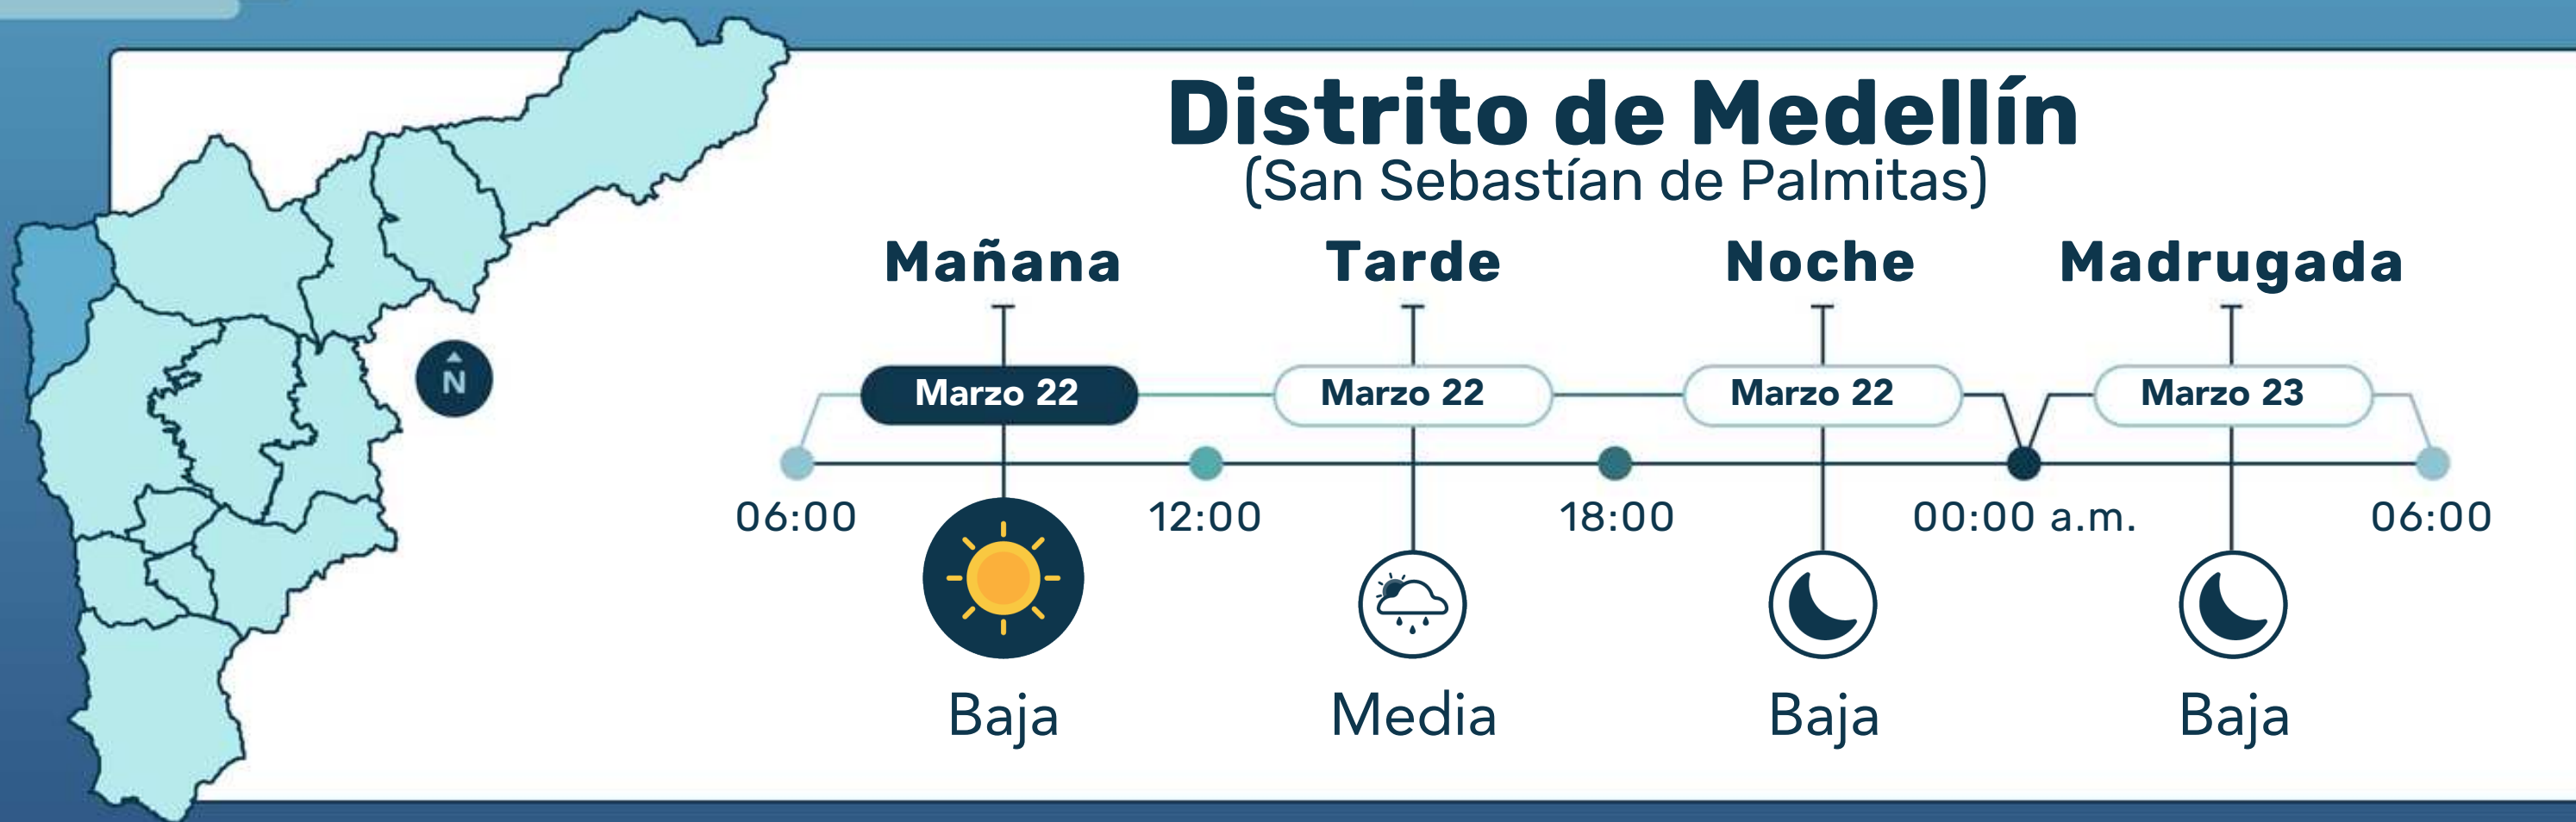 Distrito de Medellín
(San Sebastían de Palmitas)
Mañana Tarde Noche Madrugada
Marzo 22 Marzo 22 Marzo 22 Marzo 23
N
06:00 12:00 18:00 00:00 a.m. 06:00
Baja Media Baja Baja